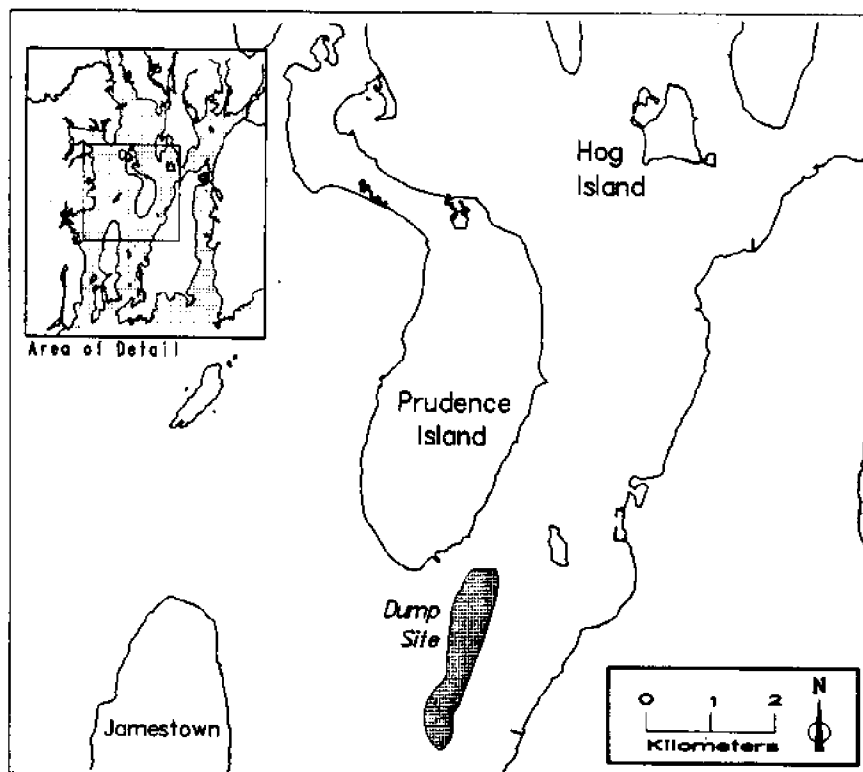 Area of Detail
Hog
Island
Prudence
Island
Dump
Site
Jamestown
0 1 2
Kilometers
N